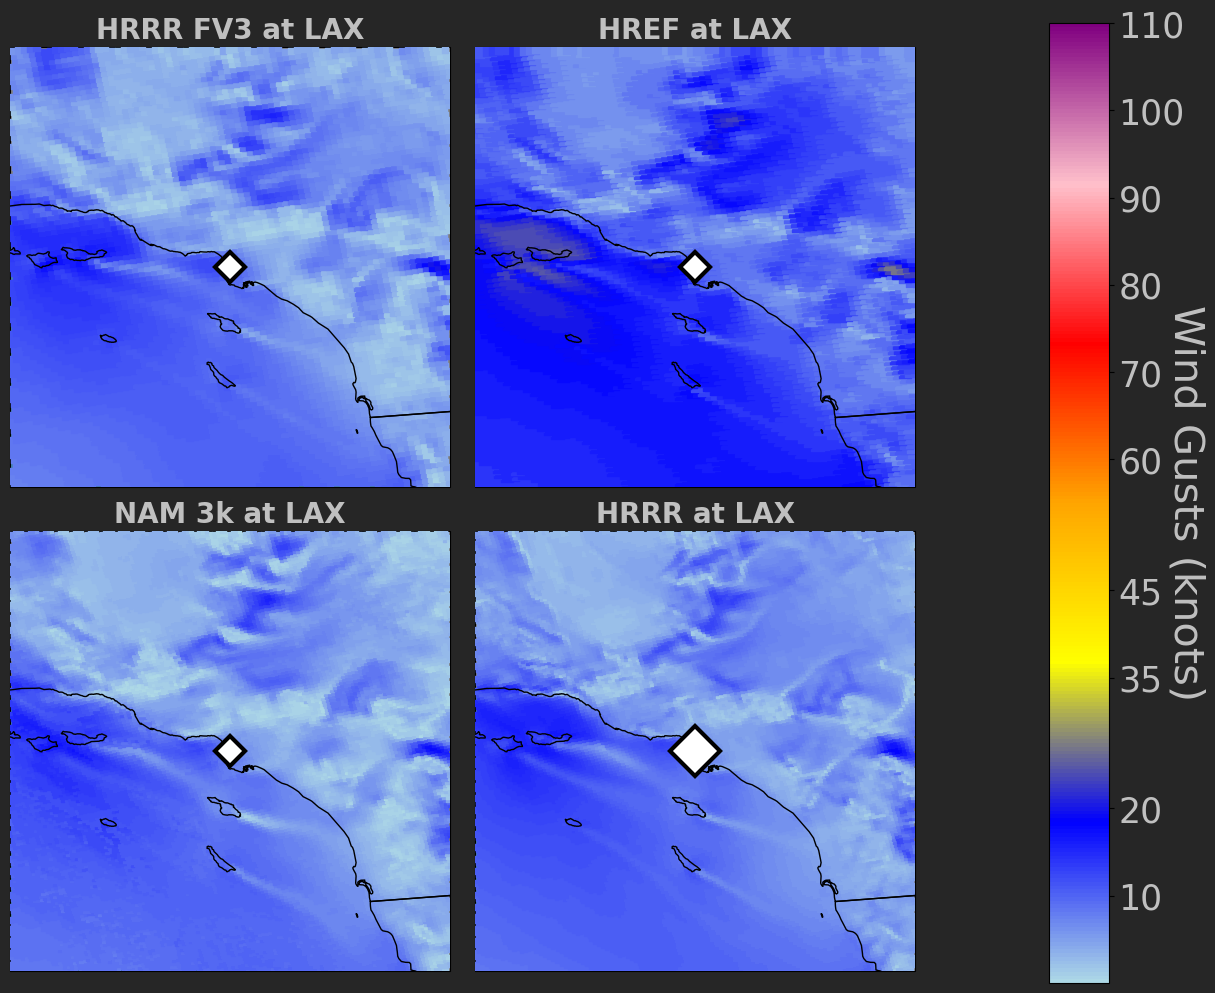 HRRR FV3 at LAX
HREF at LAX
NAM 3k at LAX
HRRR at LAX
110
100
90
80
70
60
45
35
20
10
Wind Gusts (knots)